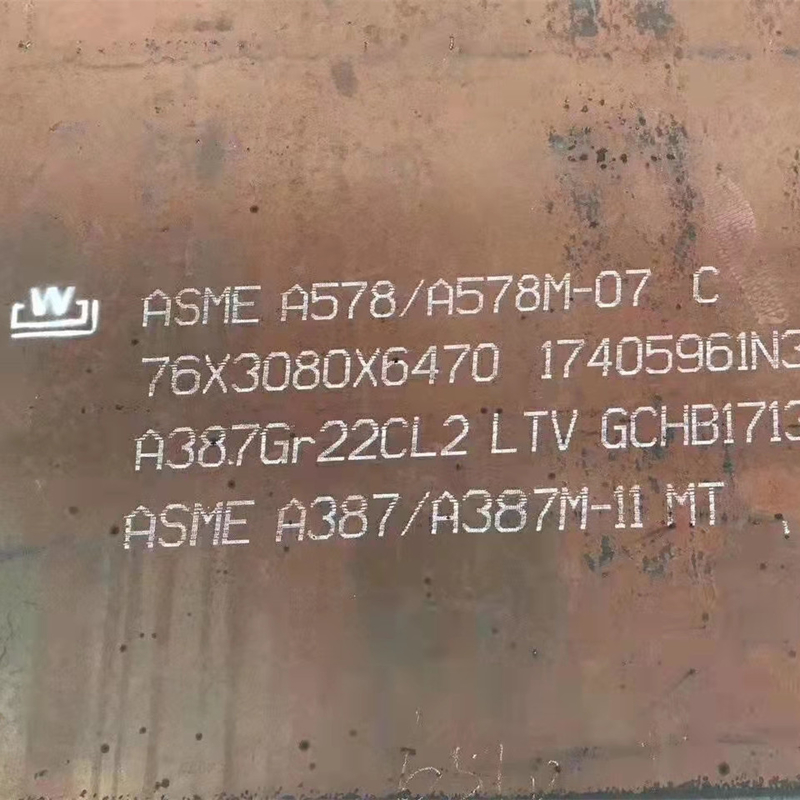 W
ASME A578/A578M-07 C
76X3080X6470 17405961N3
A387Gr22CL2 LTV GCHB1713
ASME A387/A387M-11 MT